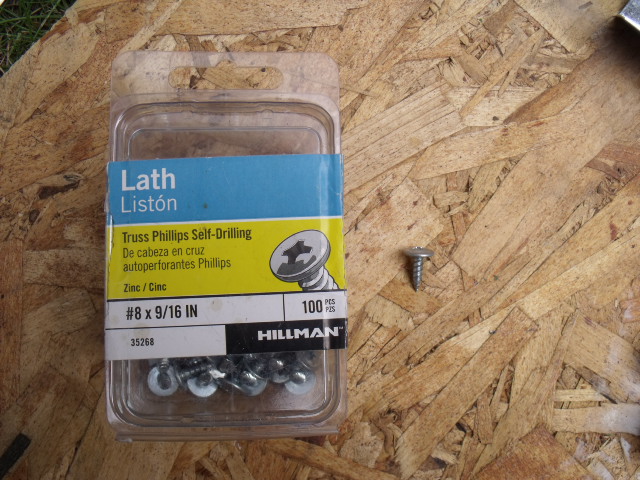 Lath
Listón
Truss Phillips Self-Drilling
De cabeza en cruz
autoperforantes Phillips
Zinc / Cinc
#8 x 9/16 IN
100 PCS
PZS
35268
HILLMAN™